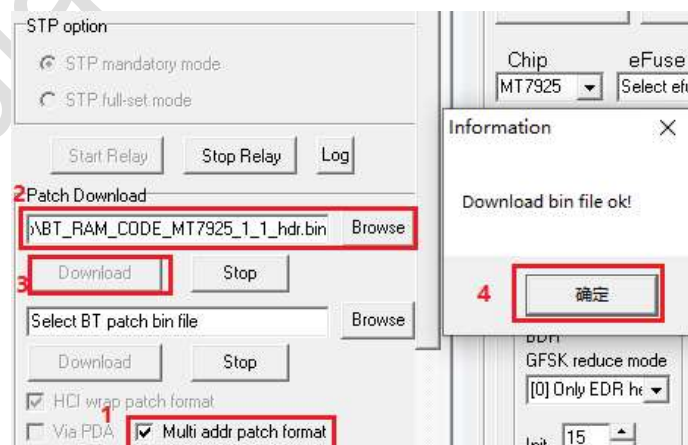 STP option
STP mandatory mode
STP full-set mode
Start Relay
Stop Relay
Log
2
Patch Download
)\BT_RAM_CODE_MT7925_1_1_hdr.bin
Browse
3
Download
Stop
Select BT patch bin file
Browse
Download
Stop
HCI wrap patch format
1
Via PDA
Multi addr patch format
Chip
eFuse
MT7925
Select efu
Information
Download bin file ok!
4
确定
GFSK reduce mode
[0] Only EDR he
15